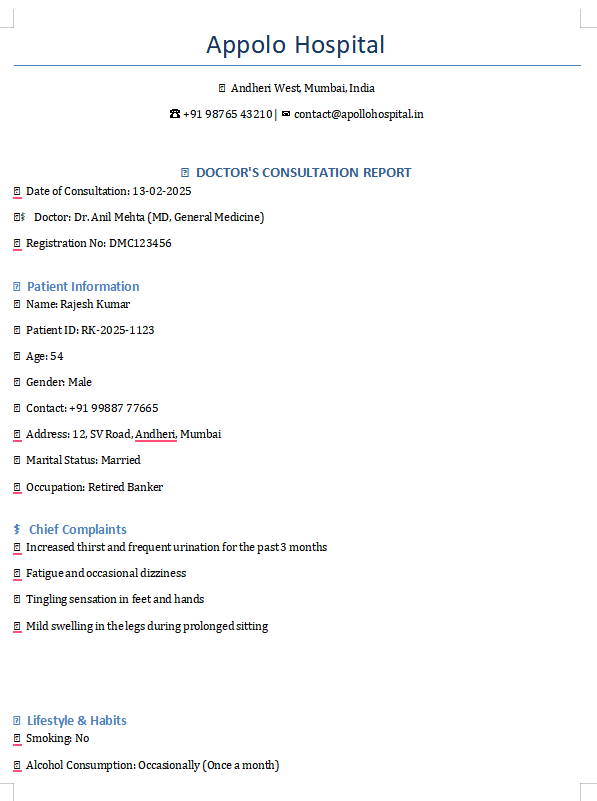 Appolo Hospital
Andheri West, Mumbai, India
☎ +91 98765 43210 | ✉ contact@apollohospital.in
DOCTOR'S CONSULTATION REPORT
Date of Consultation: 13-02-2025
⚕ Doctor: Dr. Anil Mehta (MD, General Medicine)
Registration No: DMC123456
Patient Information
Name: Rajesh Kumar
Patient ID: RK-2025-1123
Age: 54
Gender: Male
Contact: +91 99887 77665
Address: 12, SV Road, Andheri, Mumbai
Marital Status: Married
Occupation: Retired Banker
⚕ Chief Complaints
Increased thirst and frequent urination for the past 3 months
Fatigue and occasional dizziness
Tingling sensation in feet and hands
Mild swelling in the legs during prolonged sitting
Lifestyle & Habits
Smoking: No
Alcohol Consumption: Occasionally (Once a month)